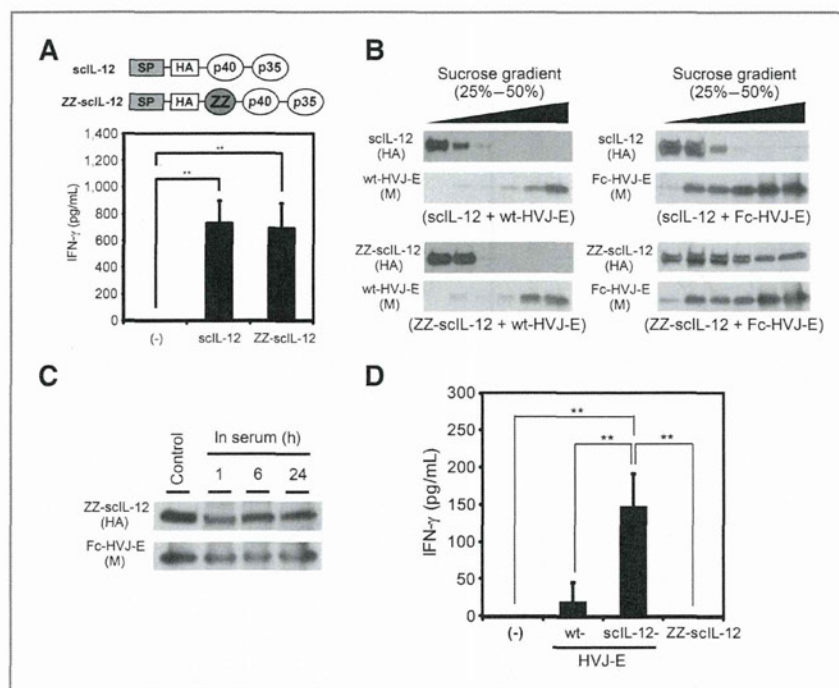 A
scIL-12
SP HA p40 p35
ZZ-scIL-12
SP HA ZZ p40 p35
IFN-γ (pg/mL)
1,400
1,200
1,000
800
600
400
200
0
** 
**
(-) scIL-12 ZZ-scIL-12
B
Sucrose gradient
(25%–50%)
scIL-12
(HA)
wt-HVJ-E
(M)
(scIL-12 + wt-HVJ-E)
ZZ-scIL-12
(HA)
wt-HVJ-E
(M)
(ZZ-scIL-12 + wt-HVJ-E)
Sucrose gradient
(25%–50%)
scIL-12
(HA)
Fc-HVJ-E
(M)
(scIL-12 + Fc-HVJ-E)
ZZ-scIL-12
(HA)
Fc-HVJ-E
(M)
(ZZ-scIL-12 + Fc-HVJ-E)
C
Control
In serum (h)
1 6 24
ZZ-scIL-12
(HA)
Fc-HVJ-E
(M)
D
IFN-γ (pg/mL)
300
250
200
150
100
50
0
**
** **
(-) wt- scIL-12- ZZ-scIL-12
HVJ-E